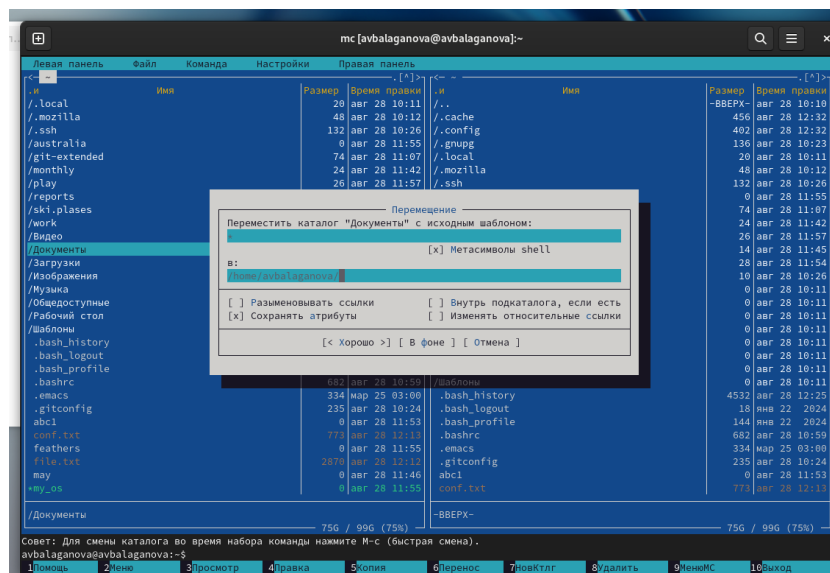 mc [avbalaganova@avbalaganova]:~
Левая панель Файл Команда Настройки Правая панель
<— ~ .[^]> <— ~ .[^]>
.и Имя Размер Время правки .и Имя Размер Время правки
/.local 20 авг 28 10:11 /.. -ВВЕРХ- авг 28 10:10
/.mozilla 48 авг 28 10:12 /.cache 456 авг 28 12:32
/.ssh 132 авг 28 10:26 /.config 402 авг 28 12:32
/australia 0 авг 28 11:55 /.gnupg 136 авг 28 10:23
/git-extended 74 авг 28 11:07 /.local 20 авг 28 10:11
/monthly 24 авг 28 11:42 /.mozilla 48 авг 28 10:12
/play 26 авг 28 11:57 /.ssh 132 авг 28 10:26
/reports 0 авг 28 11:55
/ski.plases 74 авг 28 11:07
/work 24 авг 28 11:42
/Видео 26 авг 28 11:57
/Документы 14 авг 28 11:45
/Загрузки 28 авг 28 11:54
/Изображения 10 авг 28 10:26
/Музыка 0 авг 28 10:11
/Общедоступные 0 авг 28 10:11
/Рабочий стол 0 авг 28 10:11
/Шаблоны 0 авг 28 10:11
.bash_history 0 авг 28 10:11
.bash_logout 0 авг 28 10:11
.bash_profile 0 авг 28 10:11
Перемещение
Переместить каталог "Документы" с исходным шаблоном:
*
[x] Метасимволы shell
в:
/home/avbalaganova/
[ ] Разыменовывать ссылки [ ] Внутрь подкаталога, если есть
[x] Сохранять атрибуты [ ] Изменять относительные ссылки
[< Хорошо >] [ В фоне ] [ Отмена ]
.bashrc 682 авг 28 10:59 /Шаблоны 0 авг 28 10:11
.emacs 334 мар 25 03:00 .bash_history 4532 авг 28 12:25
.gitconfig 235 авг 28 10:24 .bash_logout 18 янв 22 2024
abc1 0 авг 28 11:53 .bash_profile 144 янв 22 2024
conf.txt 773 авг 28 12:13 .bashrc 682 авг 28 10:59
feathers 0 авг 28 11:55 .emacs 334 мар 25 03:00
file.txt 2870 авг 28 12:12 .gitconfig 235 авг 28 10:24
may 0 авг 28 11:46 abc1 0 авг 28 11:53
*my_os 0 авг 28 11:55 conf.txt 773 авг 28 12:13
/Документы -ВВЕРХ-
75G / 99G (75%) 75G / 99G (75%)
Совет: Для смены каталога во время набора команды нажмите M-c (быстрая смена).
avbalaganova@avbalaganova:~$
1Помощь 2Меню 3Просмотр 4Правка 5Копия 6Перенос 7НовКтлг 8Удалить 9МенюМС 10Выход